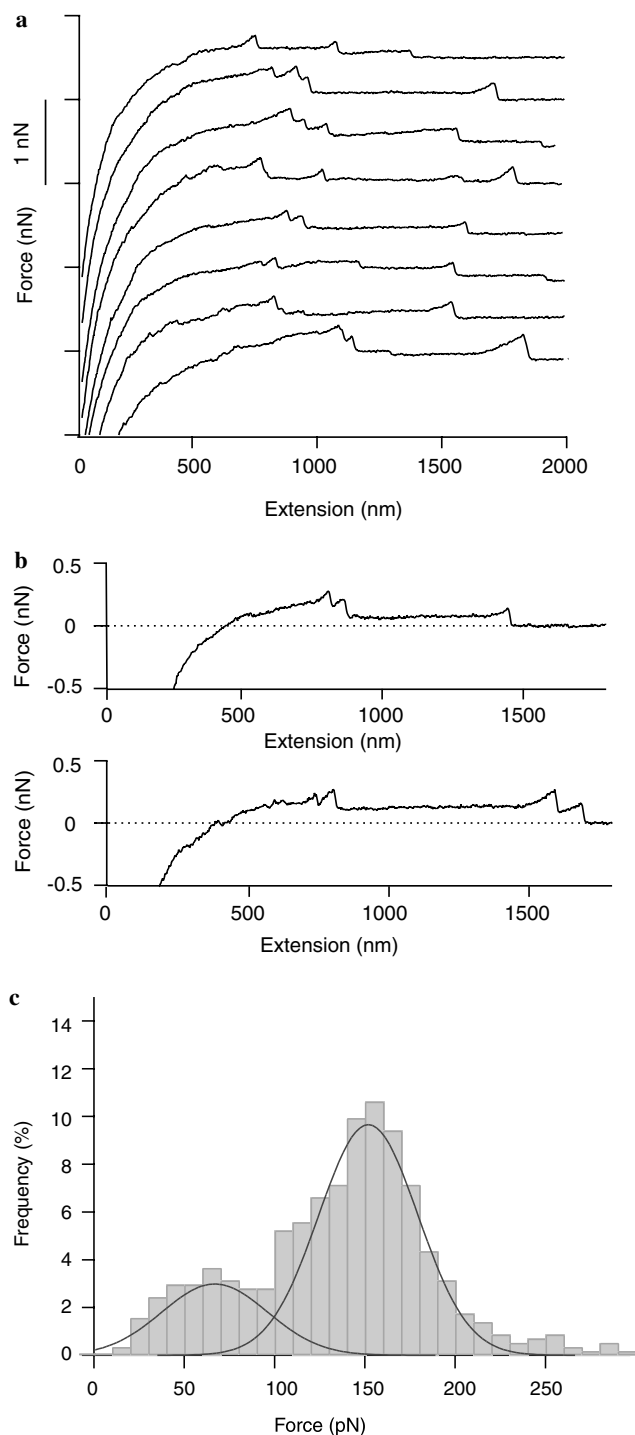 a
1 nN
Force (nN)
0 500 1000 1500 2000
Extension (nm)
b
0.5
0
-0.5
Force (nN)
0 500 1000 1500
Extension (nm)
0.5
0
-0.5
Force (nN)
0 500 1000 1500
Extension (nm)
c
14
12
10
8
6
4
2
0
Frequency (%)
0 50 100 150 200 250
Force (pN)